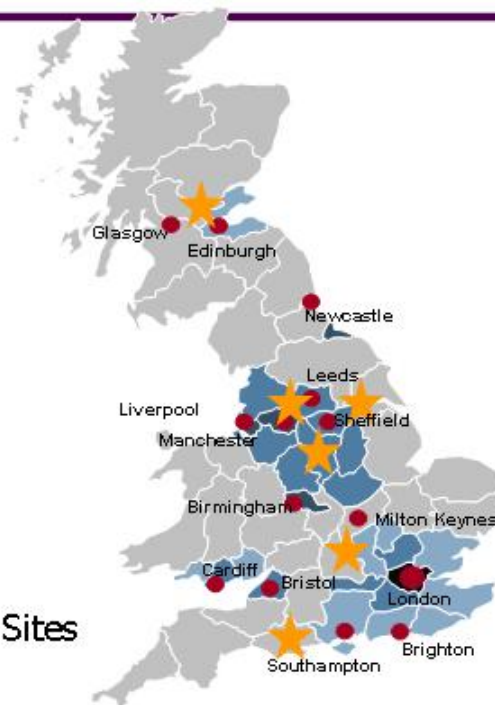 Glasgow
Edinburgh
Newcastle
Leeds
Liverpool
Sheffield
Manchester
Birmingham
Milton Keynes
Cardiff
Bristol
London
Sites
Brighton
Southampton